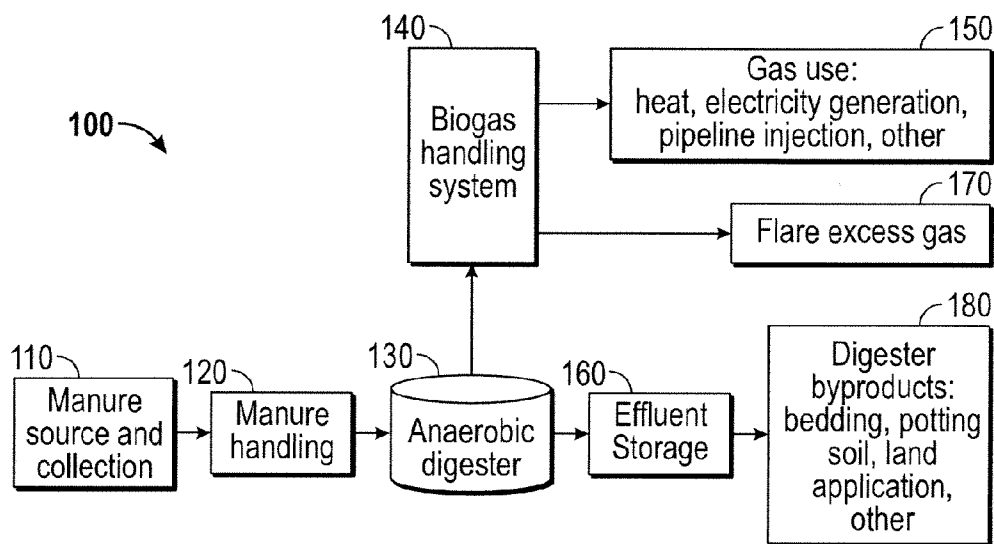 140
150
100
Biogas
handling
system
Gas use:
heat, electricity generation,
pipeline injection, other
170
Flare excess gas
180
110
120
130
160
Manure
source and
collection
Manure
handling
Anaerobic
digester
Effluent
Storage
Digester
byproducts:
bedding, potting
soil, land
application,
other